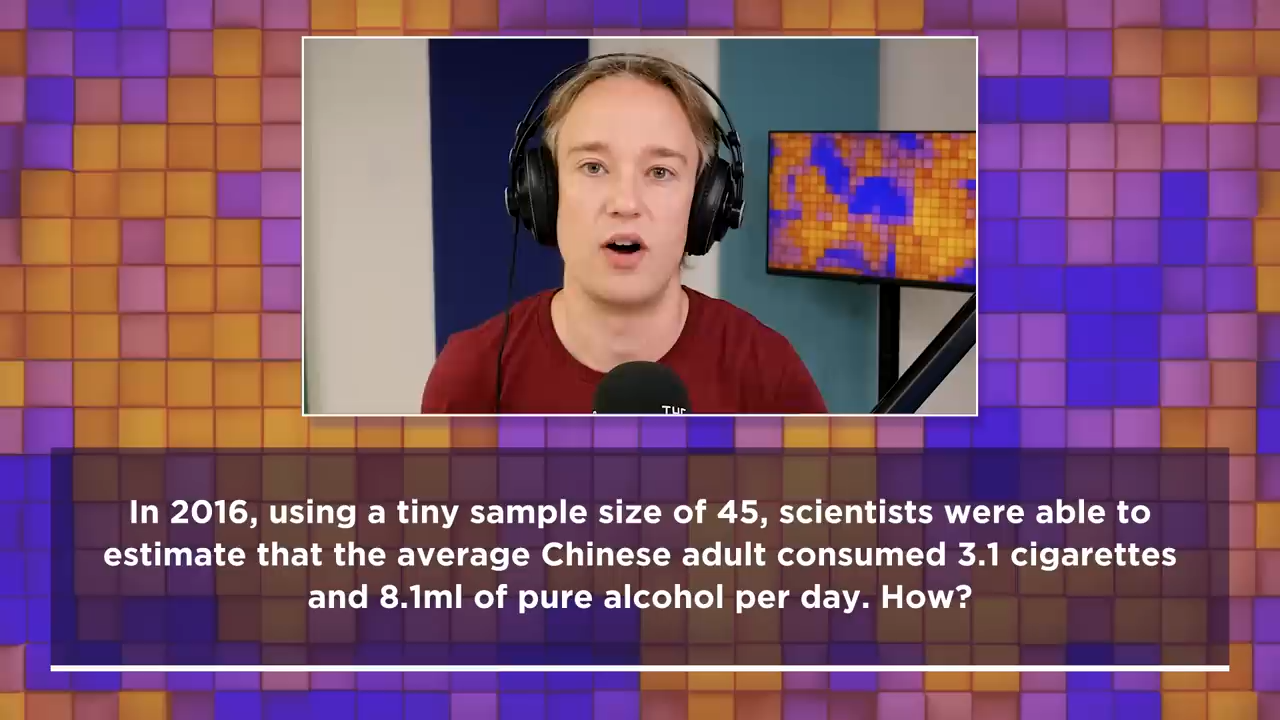 THE
In 2016, using a tiny sample size of 45, scientists were able to
estimate that the average Chinese adult consumed 3.1 cigarettes
and 8.1ml of pure alcohol per day. How?